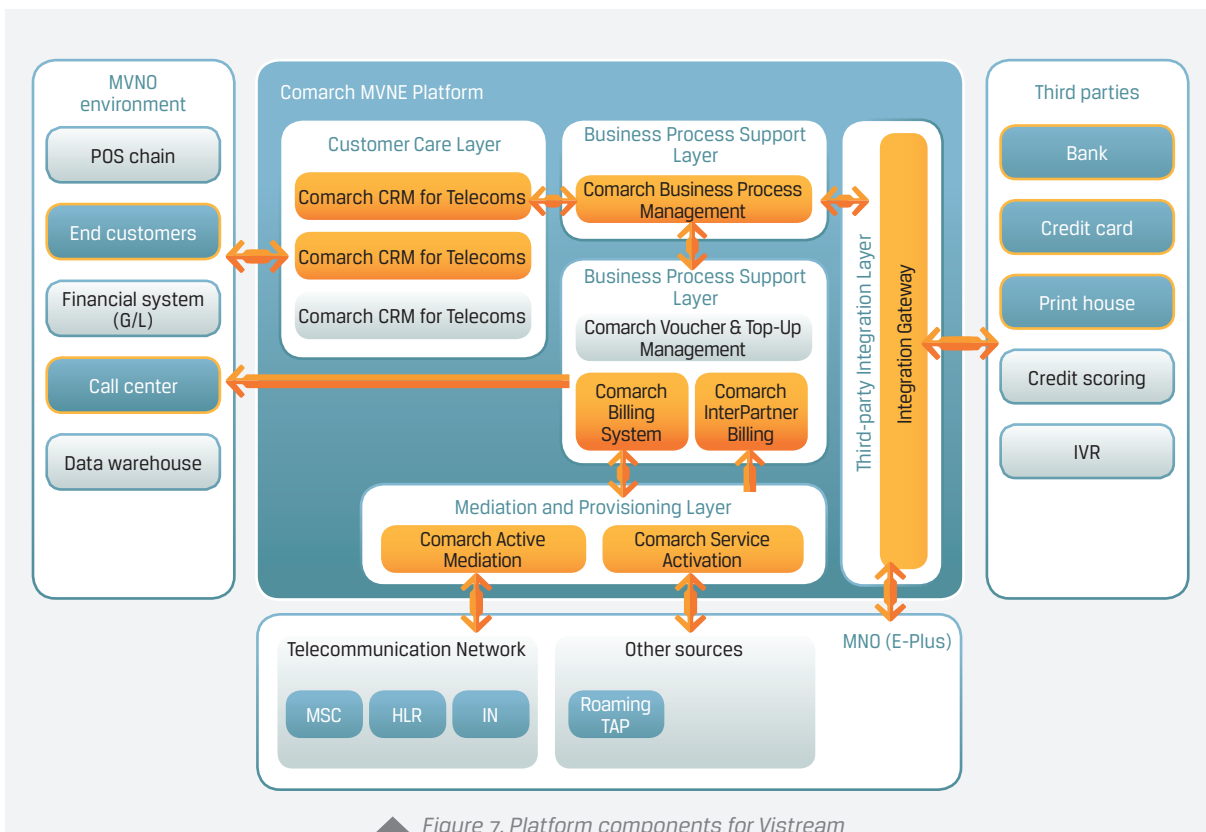 MVNO
environment
POS chain
End customers
Financial system
(G/L)
Call center
Data warehouse
Comarch MVNE Platform
Customer Care Layer
Comarch CRM for Telecoms
Comarch CRM for Telecoms
Comarch CRM for Telecoms
Business Process Support
Layer
Comarch Business Process
Management
Business Process Support
Layer
Comarch Voucher & Top-Up
Management
Comarch
Billing
System
Comarch
InterPartner
Billing
Mediation and Provisioning Layer
Comarch Active
Mediation
Comarch Service
Activation
Third-party Integration Layer
Integration Gateway
Third parties
Bank
Credit card
Print house
Credit scoring
IVR
MNO (E-Plus)
Telecommunication Network
MSC
HLR
IN
Other sources
Roaming
TAP
Figure 7. Platform components for Vistream